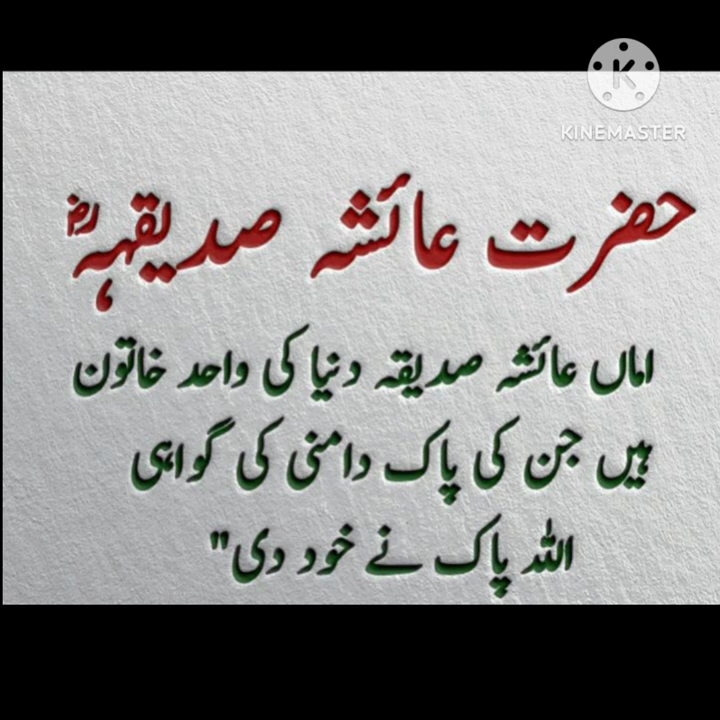 KINEMASTER
حضرت عائشہ صدیقہؓ
اماں عائشہ صدیقہ دنیا کی واحد خاتون
ہیں جن کی پاک دامنی کی گواہی
اللہ پاک نے خود دی"